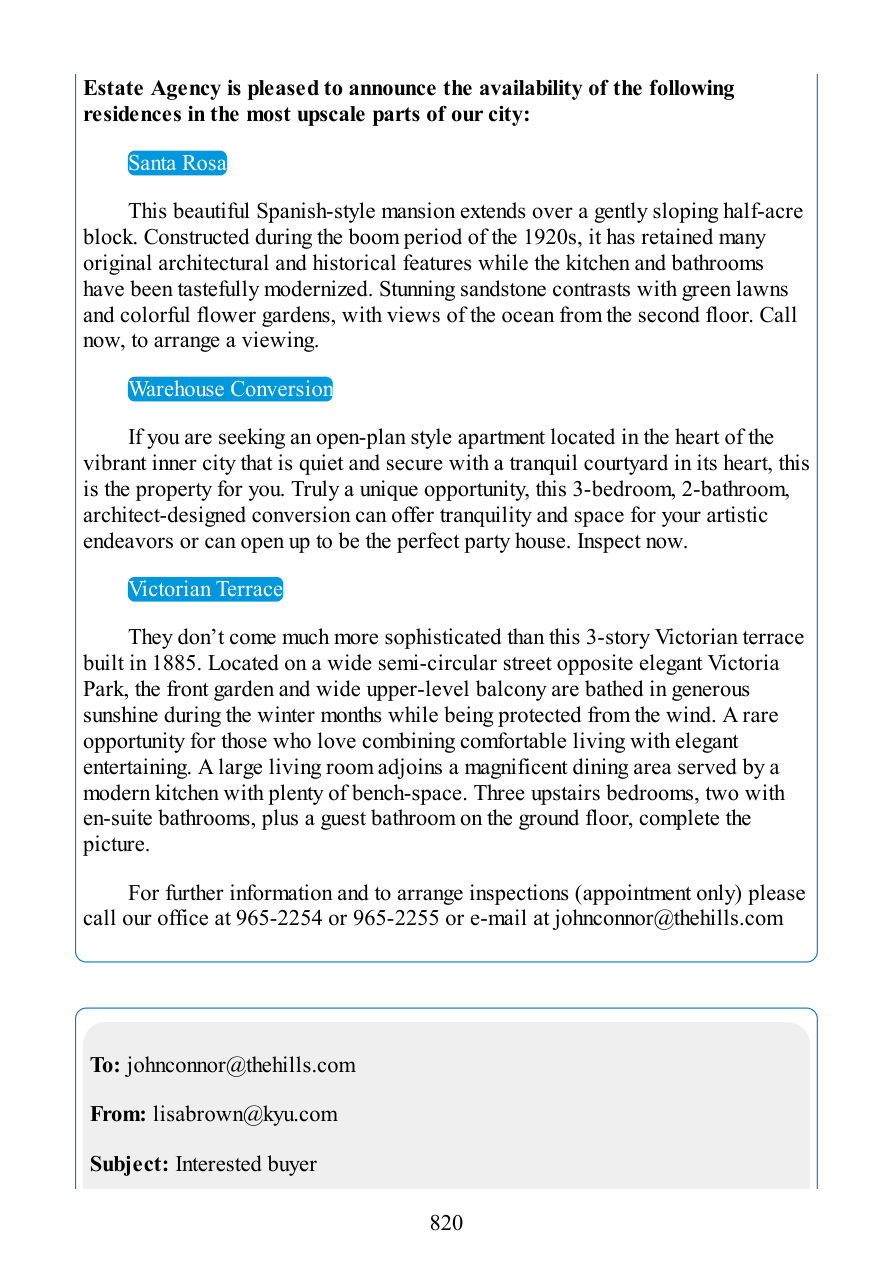 Estate Agency is pleased to announce the availability of the following
residences in the most upscale parts of our city:
Santa Rosa
This beautiful Spanish-style mansion extends over a gently sloping half-acre
block. Constructed during the boom period of the 1920s, it has retained many
original architectural and historical features while the kitchen and bathrooms
have been tastefully modernized. Stunning sandstone contrasts with green lawns
and colorful flower gardens, with views of the ocean from the second floor. Call
now, to arrange a viewing.
Warehouse Conversion
If you are seeking an open-plan style apartment located in the heart of the
vibrant inner city that is quiet and secure with a tranquil courtyard in its heart, this
is the property for you. Truly a unique opportunity, this 3-bedroom, 2-bathroom,
architect-designed conversion can offer tranquility and space for your artistic
endeavors or can open up to be the perfect party house. Inspect now.
Victorian Terrace
They don’t come much more sophisticated than this 3-story Victorian terrace
built in 1885. Located on a wide semi-circular street opposite elegant Victoria
Park, the front garden and wide upper-level balcony are bathed in generous
sunshine during the winter months while being protected from the wind. A rare
opportunity for those who love combining comfortable living with elegant
entertaining. A large living room adjoins a magnificent dining area served by a
modern kitchen with plenty of bench-space. Three upstairs bedrooms, two with
en-suite bathrooms, plus a guest bathroom on the ground floor, complete the
picture.
For further information and to arrange inspections (appointment only) please
call our office at 965-2254 or 965-2255 or e-mail at johnconnor@thehills.com
To: johnconnor@thehills.com
From: lisabrown@kyu.com
Subject: Interested buyer
820